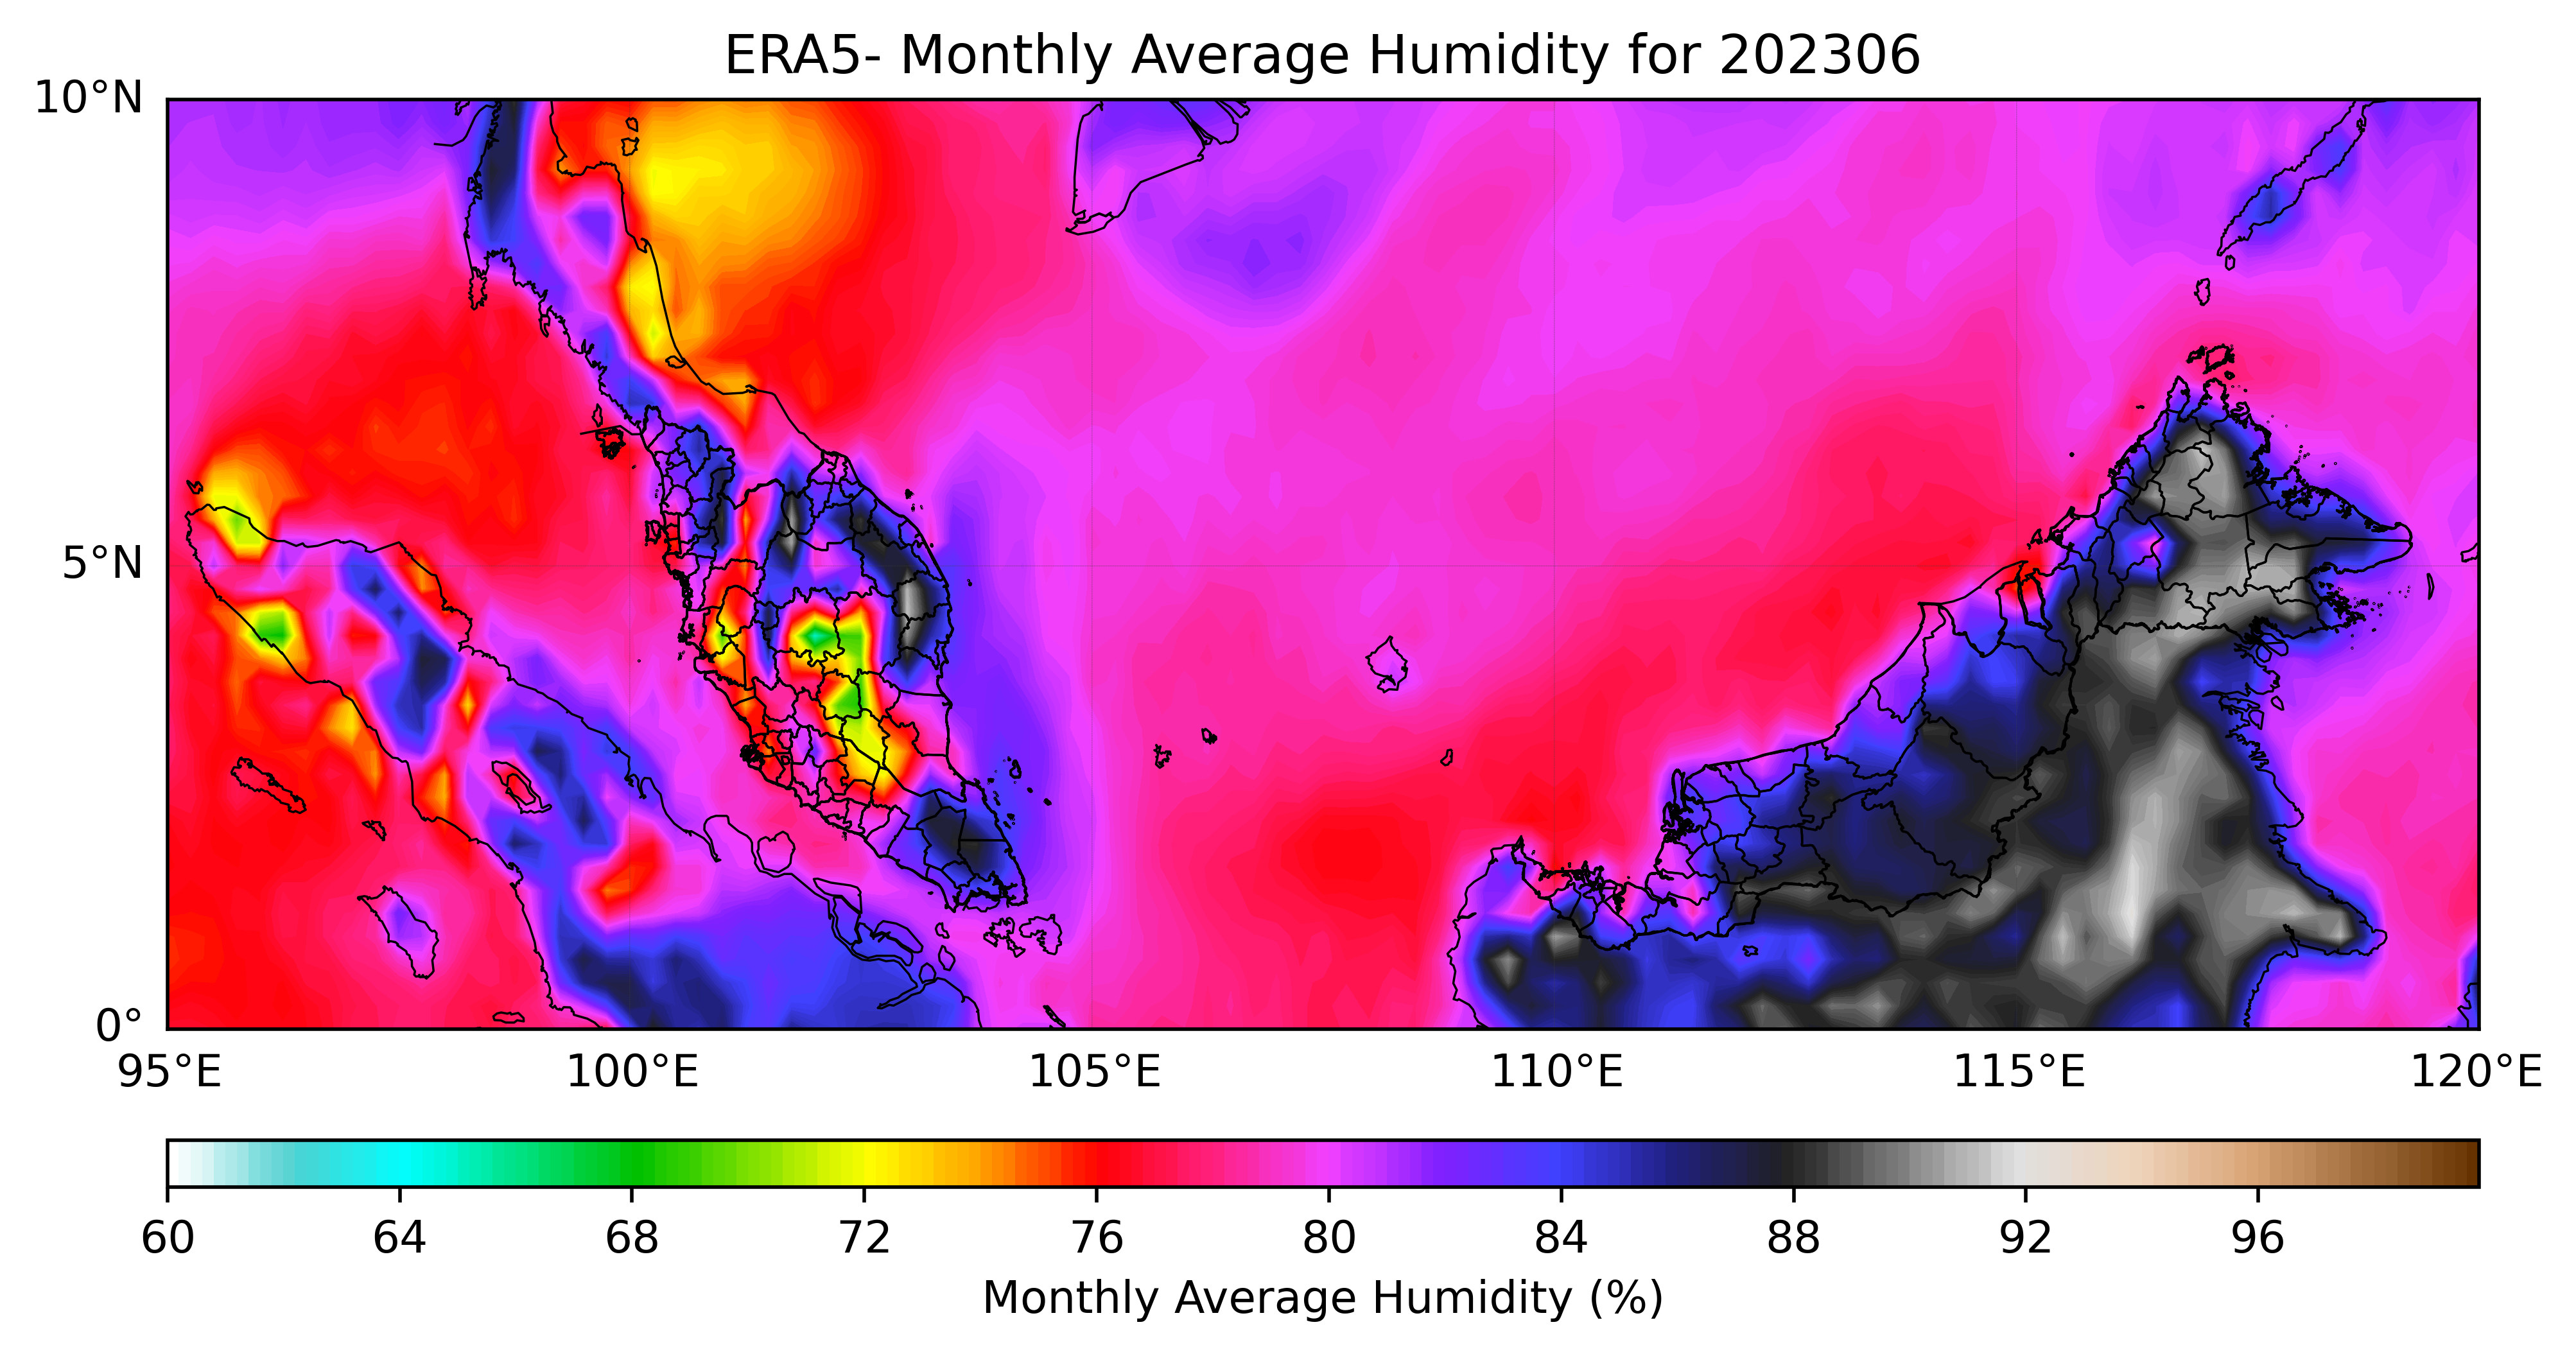 ERA5- Monthly Average Humidity for 202306
10°N
5°N
0°
95°E 100°E 105°E 110°E 115°E 120°E
60 64 68 72 76 80 84 88 92 96
Monthly Average Humidity (%)